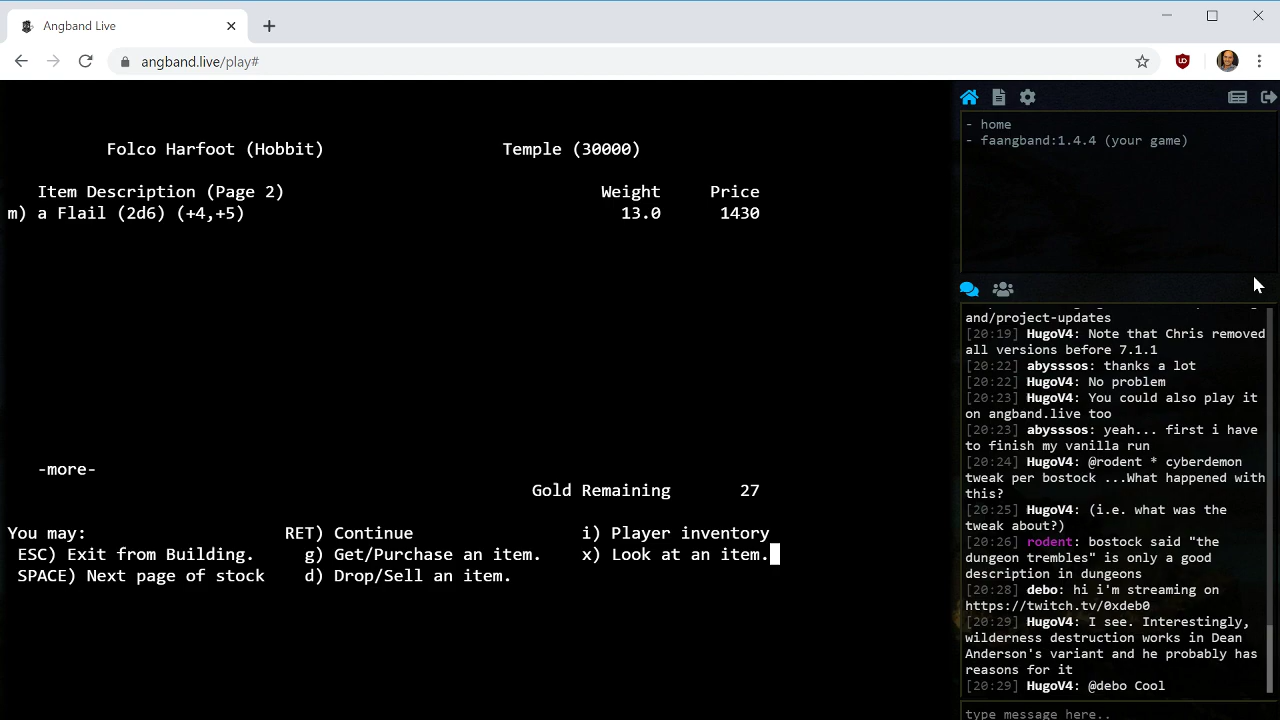 Angband Live
angband.live/play#
Folco Harfoot (Hobbit) Temple (30000)
Item Description (Page 2) Weight Price
m) a Flail (2d6) (+4,+5) 13.0 1430
-more-
Gold Remaining 27
You may: RET) Continue i) Player inventory
ESC) Exit from Building. g) Get/Purchase an item. x) Look at an item.
SPACE) Next page of stock d) Drop/Sell an item.
- home
- faangband:1.4.4 (your game)
and/project-updates
[20:19] HugoV4: Note that Chris removed
all versions before 7.1.1
[20:22] abysssos: thanks a lot
[20:22] HugoV4: No problem
[20:23] HugoV4: You could also play it
on angband.live too
[20:23] abysssos: yeah... first i have
to finish my vanilla run
[20:24] HugoV4: @rodent * cyberdemon
tweak per bostock ...What happened with
this?
[20:25] HugoV4: (i.e. what was the
tweak about?)
[20:26] rodent: bostock said "the
dungeon trembles" is only a good
description in dungeons
[20:28] debo: hi i'm streaming on
https://twitch.tv/0xdeb0
[20:29] HugoV4: I see. Interestingly,
wilderness destruction works in Dean
Anderson's variant and he probably has
reasons for it
[20:29] HugoV4: @debo Cool
type message here..